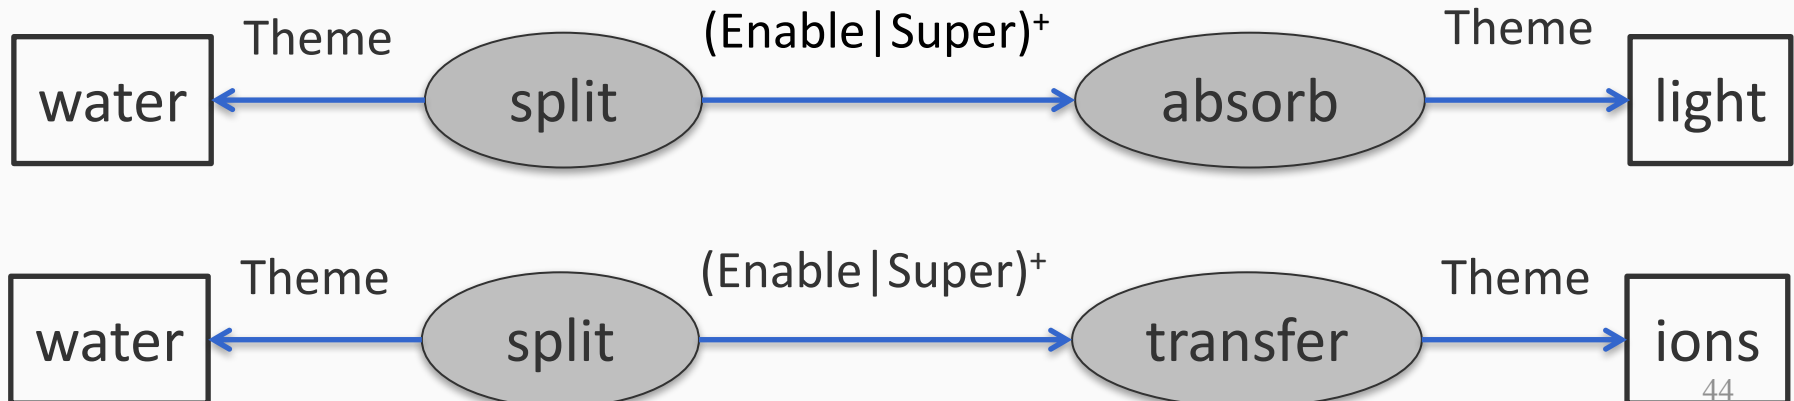 Theme (Enable|Super)⁺ Theme
water split absorb light
Theme (Enable|Super)⁺ Theme
water split transfer ions
44